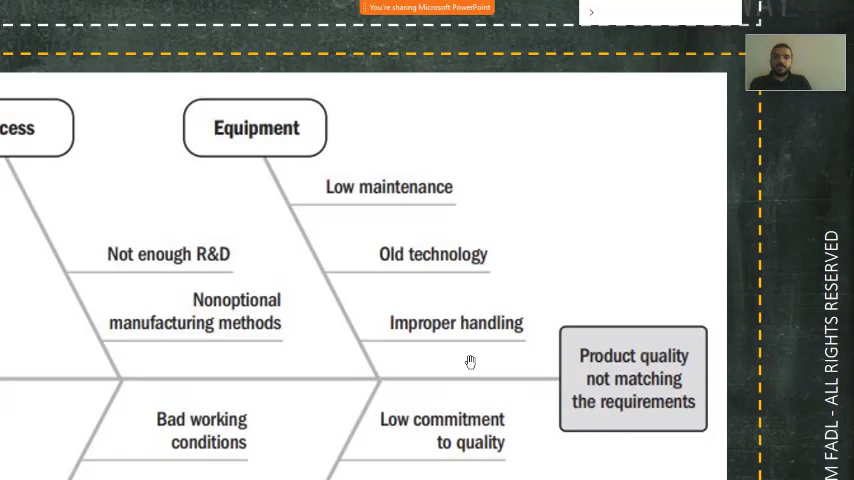 You're sharing Microsoft PowerPoint
cess
Equipment
Low maintenance
Not enough R&D
Old technology
Nonoptional
manufacturing methods
Improper handling
Product quality
not matching
the requirements
Bad working
conditions
Low commitment
to quality
M FADL - ALL RIGHTS RESERVED